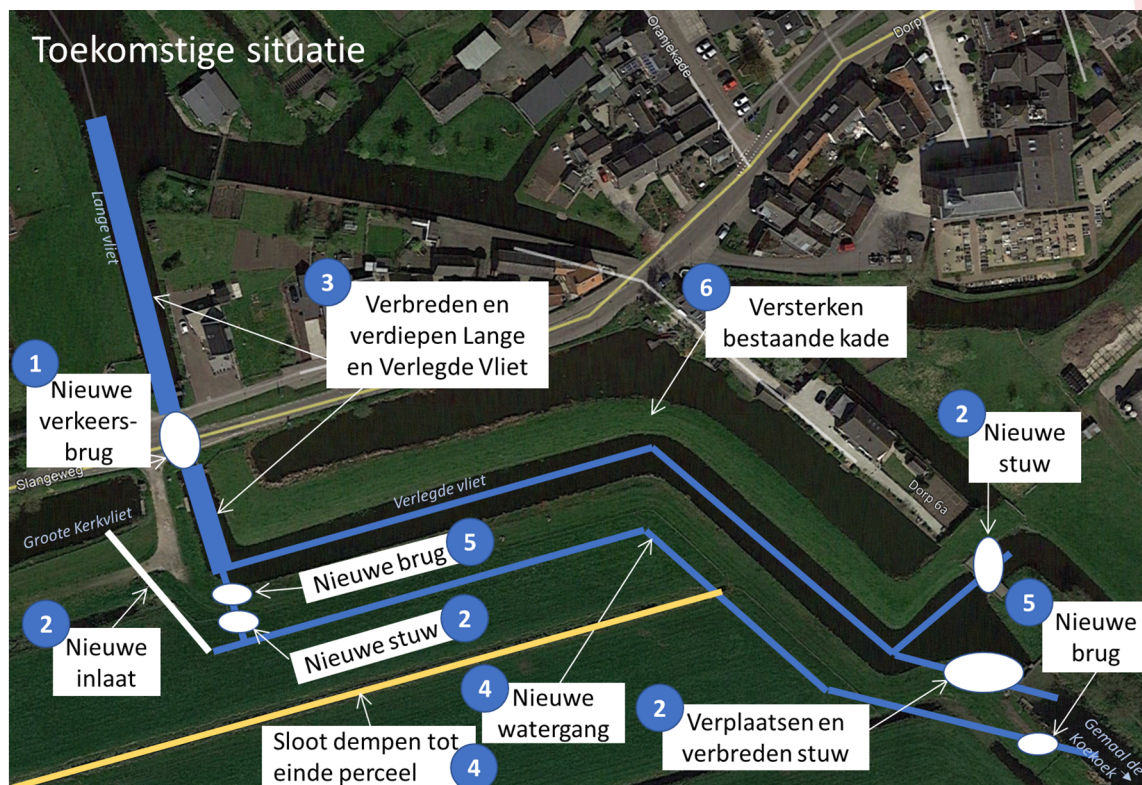 Toekomstige situatie
Oranjekade
Dorp
Lange vliet
3
Verbreden en
verdiepen Lange
en Verlegde Vliet
6
Versterken
bestaande kade
1
Nieuwe
verkeers-
brug
2
Nieuwe
stuw
Slangeweg
Groote Kerkvliet
Verlegde vliet
Dorp 6a
Nieuwe brug
5
5
Nieuwe
brug
2
Nieuwe
inlaat
Nieuwe stuw
2
4
Nieuwe
watergang
2
Verplaatsen en
verbreden stuw
Sloot dempen tot
einde perceel
4
Gemaal de
Koekoek